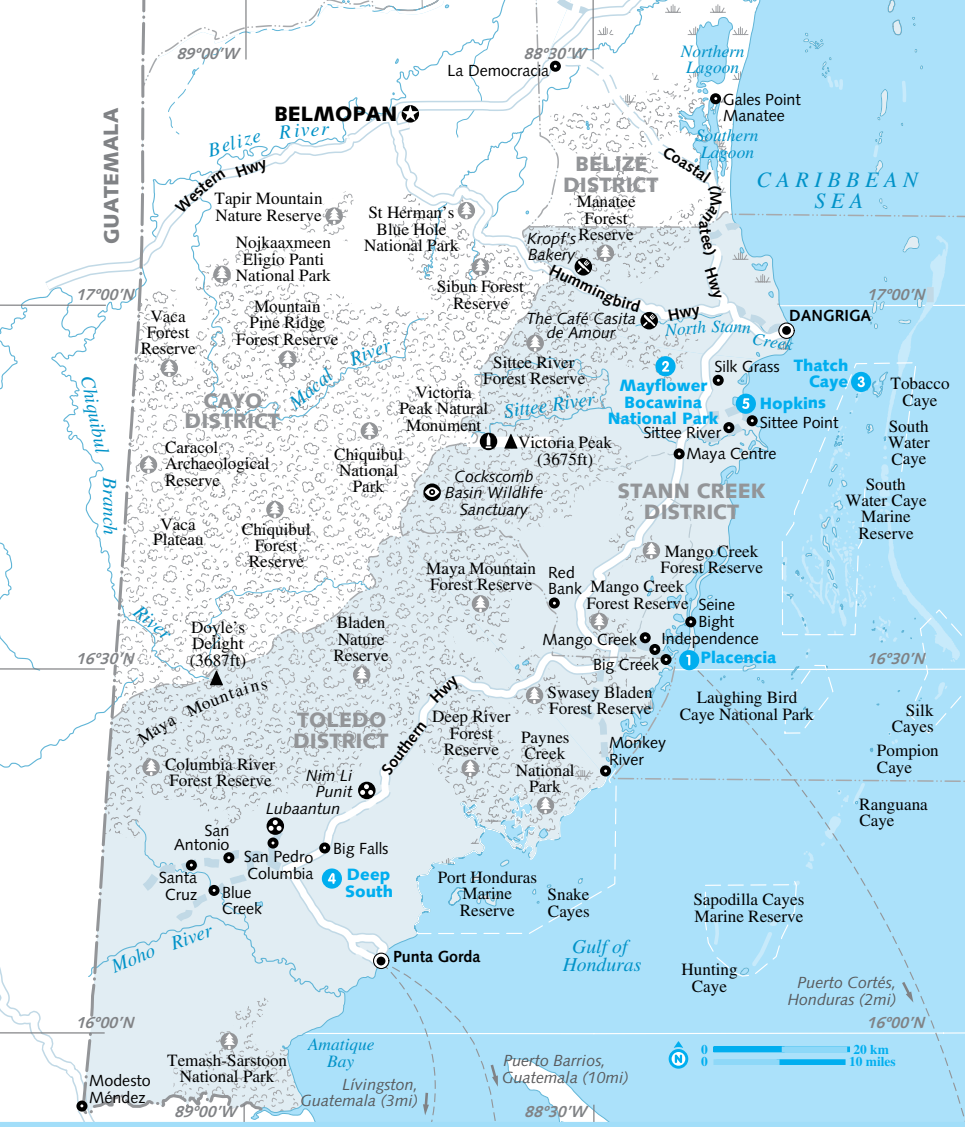 89°00'W
88°30'W
La Democracia
Northern
Lagoon
Gales Point
Manatee
BELMOPAN
Belize River
Southern
Lagoon
GUATEMALA
Western Hwy
BELIZE
DISTRICT
Coastal (Manatee) Hwy
CARIBBEAN
SEA
Tapir Mountain
Nature Reserve
St Herman's
Blue Hole
National Park
Manatee
Forest
Reserve
Kropf's
Bakery
Nojkaaxmeen
Eligio Panti
National Park
Sibun Forest
Reserve
Hummingbird Hwy
17°00'N
17°00'N
Vaca
Forest
Reserve
Mountain
Pine Ridge
Forest Reserve
The Café Casita
de Amour
North Stann
Creek
DANGRIGA
Macal River
Sittee River
Forest Reserve
2
Mayflower
Bocawina
National Park
Silk Grass
Thatch
Caye 3
Tobacco
Caye
Chiquibul
Branch
River
CAYO
DISTRICT
Victoria
Peak Natural
Monument
Sittee River
5 Hopkins
Sittee Point
Sittee River
South
Water
Caye
Victoria Peak
(3675ft)
Maya Centre
Caracol
Archaeological
Reserve
Chiquibul
National
Park
Cockscomb
Basin Wildlife
Sanctuary
STANN CREEK
DISTRICT
South
Water Caye
Marine
Reserve
Vaca
Plateau
Chiquibul
Forest
Reserve
Mango Creek
Forest Reserve
Maya Mountain
Forest Reserve
Red
Bank
Mango Creek
Forest Reserve
Seine
Bight
Doyle's
Delight
(3687ft)
Bladen
Nature
Reserve
Mango Creek
Independence
Big Creek
1 Placencia
16°30'N
16°30'N
Maya Mountains
Southern Hwy
Swasey Bladen
Forest Reserve
Laughing Bird
Caye National Park
Silk
Cayes
TOLEDO
DISTRICT
Deep River
Forest
Reserve
Paynes
Creek
National
Park
Monkey
River
Pompion
Caye
Columbia River
Forest Reserve
Nim Li
Punit
Lubaantun
Ranguana
Caye
San
Antonio
San Pedro
Columbia
Big Falls
Santa
Cruz
Blue
Creek
4 Deep
South
Port Honduras
Marine
Reserve
Snake
Cayes
Sapodilla Cayes
Marine Reserve
Moho River
Punta Gorda
Gulf of
Honduras
Hunting
Caye
Puerto Cortés,
Honduras (2mi)
16°00'N
16°00'N
Temash-Sarstoon
National Park
Amatique
Bay
N
0 20 km
0 10 miles
Puerto Barrios,
Guatemala (10mi)
Modesto
Méndez
Lívingston,
Guatemala (3mi)
89°00'W
88°30'W